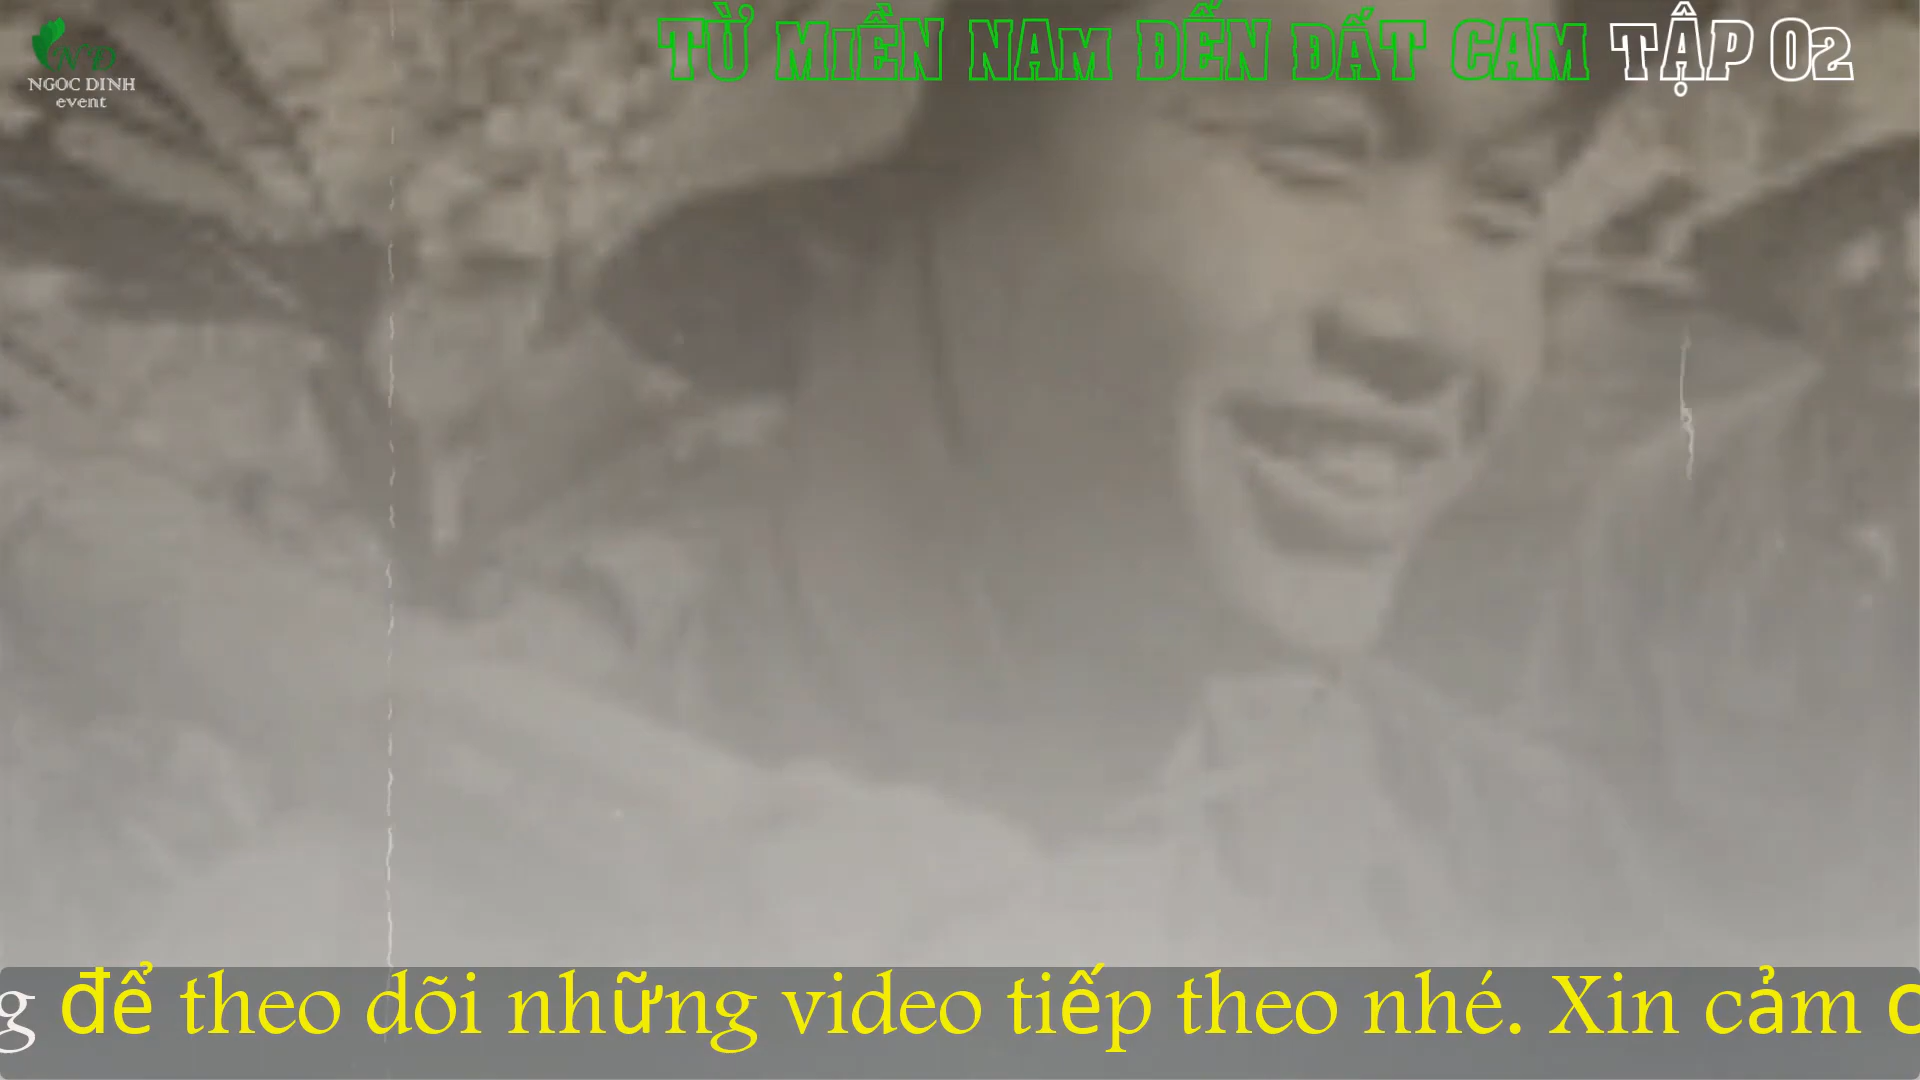 NGOC DINH
event
TỪ MIỀN NAM ĐẾN ĐẤT CAM TẬP 02
để theo dõi những video tiếp theo nhé. Xin cảm